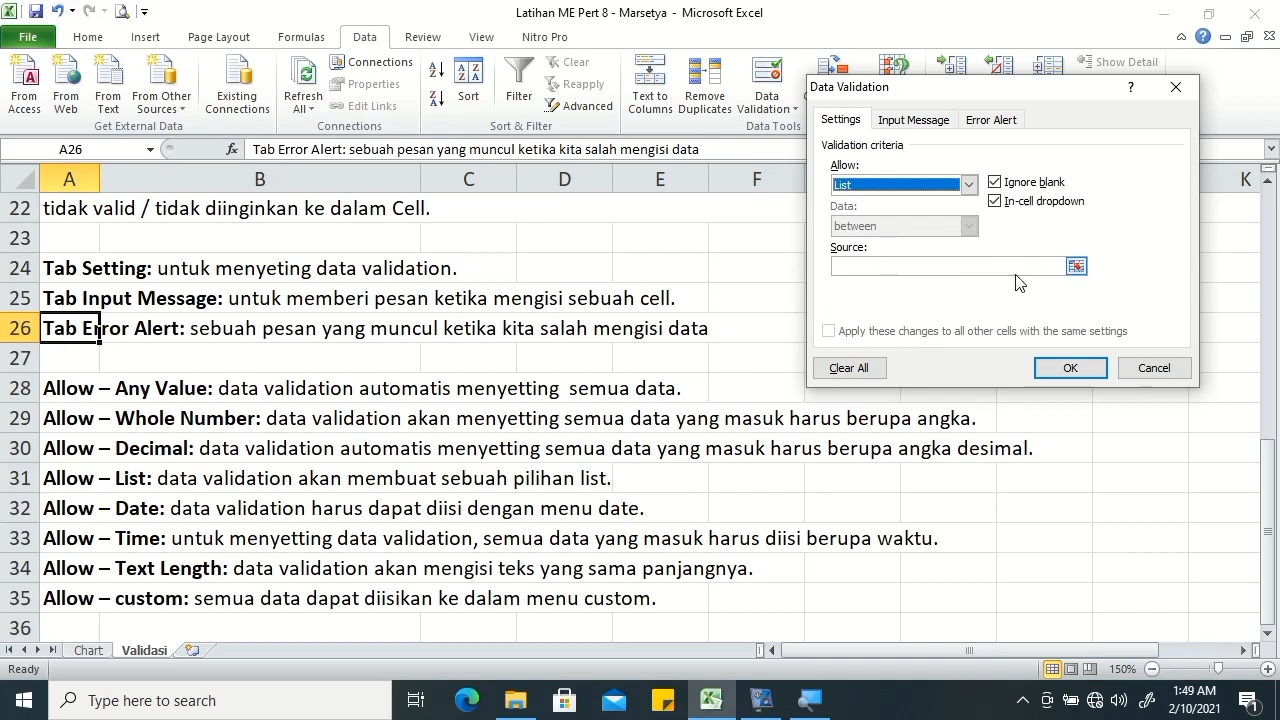 Latihan ME Pert 8 - Marsetya - Microsoft Excel
File Home Insert Page Layout Formulas Data Review View Nitro Pro
From Access
From Web
From Text
From Other Sources
Existing Connections
Get External Data
Refresh All
Connections
Properties
Edit Links
Connections
Sort
Filter
Clear
Reapply
Advanced
Sort & Filter
Text to Columns
Remove Duplicates
Data Validation
Data Tools
Show Detail
A26 fx Tab Error Alert: sebuah pesan yang muncul ketika kita salah mengisi data
A B C D E F K
22 tidak valid / tidak diinginkan ke dalam Cell.
23
24 Tab Setting: untuk menyeting data validation.
25 Tab Input Message: untuk memberi pesan ketika mengisi sebuah cell.
26 Tab Error Alert: sebuah pesan yang muncul ketika kita salah mengisi data
27
28 Allow – Any Value: data validation automatis menyetting semua data.
29 Allow – Whole Number: data validation akan menyetting semua data yang masuk harus berupa angka.
30 Allow – Decimal: data validation automatis menyetting semua data yang masuk harus berupa angka desimal.
31 Allow – List: data validation akan membuat sebuah pilihan list.
32 Allow – Date: data validation harus dapat diisi dengan menu date.
33 Allow – Time: untuk menyetting data validation, semua data yang masuk harus diisi berupa waktu.
34 Allow – Text Length: data validation akan mengisi teks yang sama panjangnya.
35 Allow – custom: semua data dapat diisikan ke dalam menu custom.
36
Data Validation ?
Settings Input Message Error Alert
Validation criteria
Allow:
List
Ignore blank
Data:
In-cell dropdown
between
Source:
Apply these changes to all other cells with the same settings
Clear All OK Cancel
Chart Validasi
Ready 150%
Type here to search
1:49 AM
2/10/2021
1